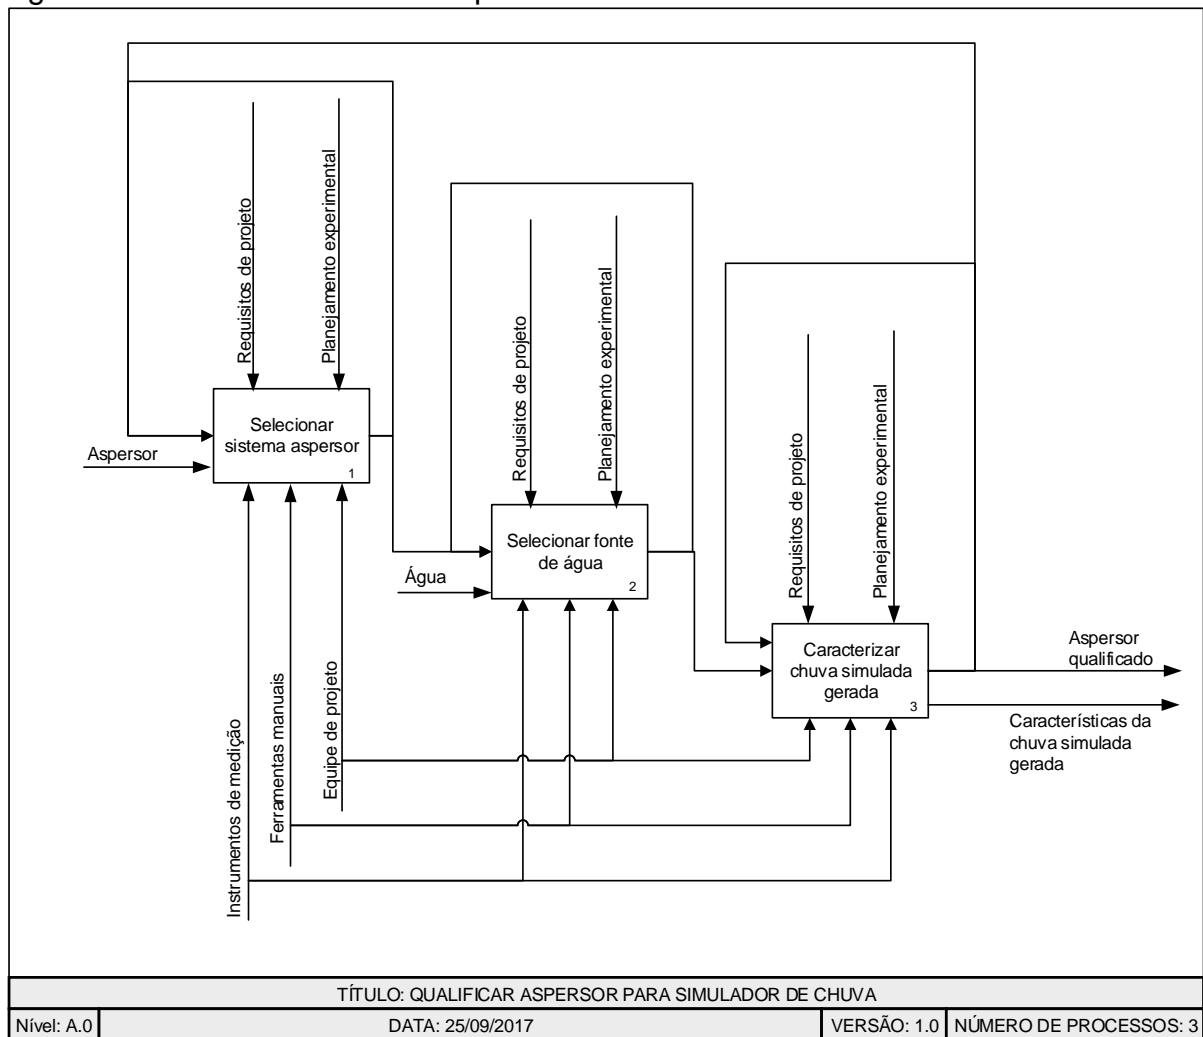 Requisitos de projeto
Planejamento experimental
Selecionar
sistema aspersor
1
Aspersor
Requisitos de projeto
Planejamento experimental
Selecionar fonte
de água
2
Água
Requisitos de projeto
Planejamento experimental
Caracterizar
chuva simulada
gerada
3
Aspersor
qualificado
Características da
chuva simulada
gerada
Instrumentos de medição
Ferramentas manuais
Equipe de projeto
TÍTULO: QUALIFICAR ASPERSOR PARA SIMULADOR DE CHUVA
Nível: A.0 DATA: 25/09/2017 VERSÃO: 1.0 NÚMERO DE PROCESSOS: 3